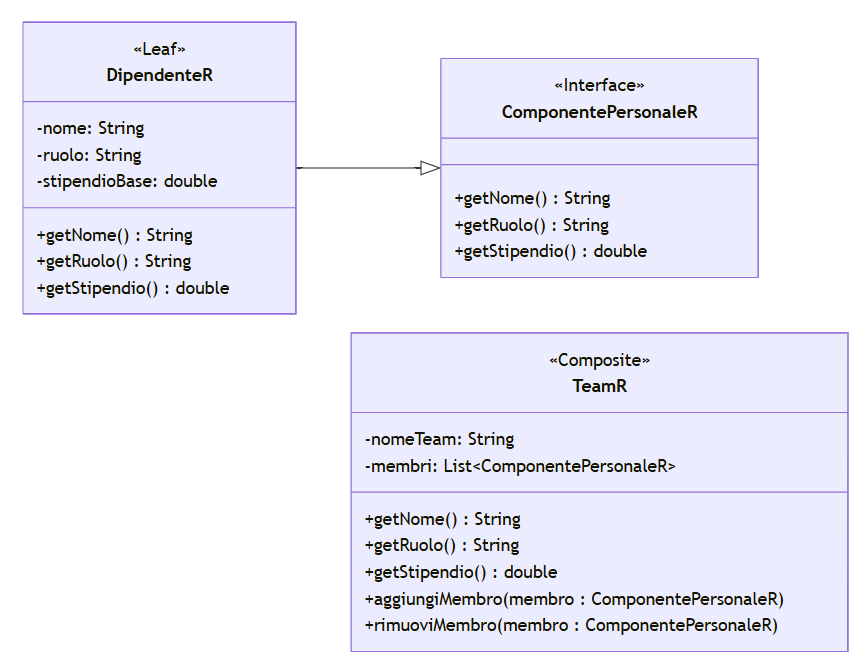 «Leaf»
DipendenteR
-nome: String
-ruolo: String
-stipendioBase: double
+getNome() : String
+getRuolo() : String
+getStipendio() : double
«Interface»
ComponentePersonaleR
+getNome() : String
+getRuolo() : String
+getStipendio() : double
«Composite»
TeamR
-nomeTeam: String
-membri: List<ComponentePersonaleR>
+getNome() : String
+getRuolo() : String
+getStipendio() : double
+aggiungiMembro(membro : ComponentePersonaleR)
+rimuoviMembro(membro : ComponentePersonaleR)